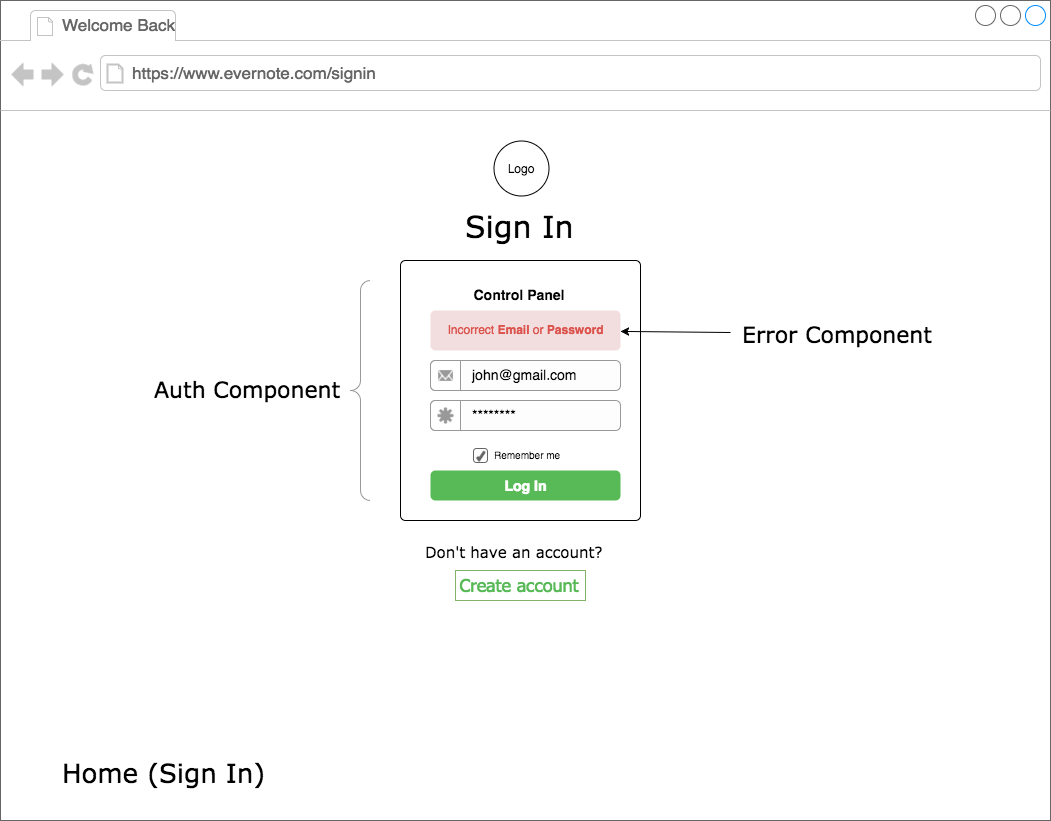 Welcome Back
https://www.evernote.com/signin
Logo
Sign In
Control Panel
Incorrect Email or Password
Error Component
john@gmail.com
Auth Component
********
Remember me
Log In
Don't have an account?
Create account
Home (Sign In)